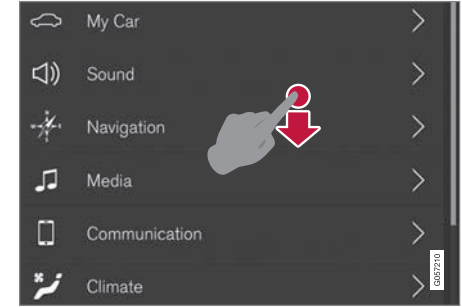 My Car
Sound
Navigation
Media
Communication
Climate
G057210